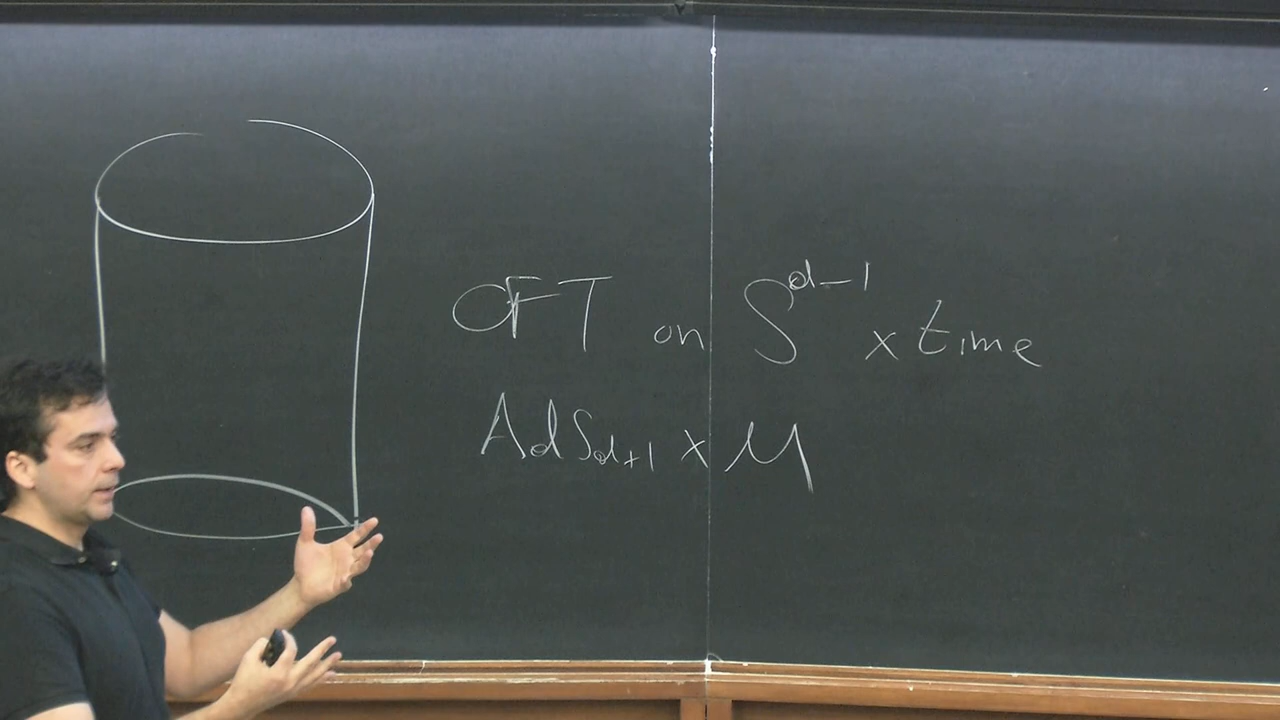 CFT on S^{d-1} x time
AdS_{d+1} x M